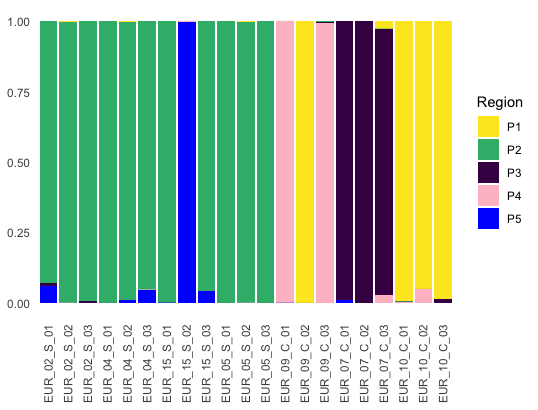 1.00
0.75
0.50
0.25
0.00
EUR_02_S_01
EUR_02_S_02
EUR_02_S_03
EUR_04_S_01
EUR_04_S_02
EUR_04_S_03
EUR_15_S_01
EUR_15_S_02
EUR_15_S_03
EUR_05_S_01
EUR_05_S_02
EUR_05_S_03
EUR_09_C_01
EUR_09_C_02
EUR_09_C_03
EUR_07_C_01
EUR_07_C_02
EUR_07_C_03
EUR_10_C_01
EUR_10_C_02
EUR_10_C_03
Region
P1
P2
P3
P4
P5